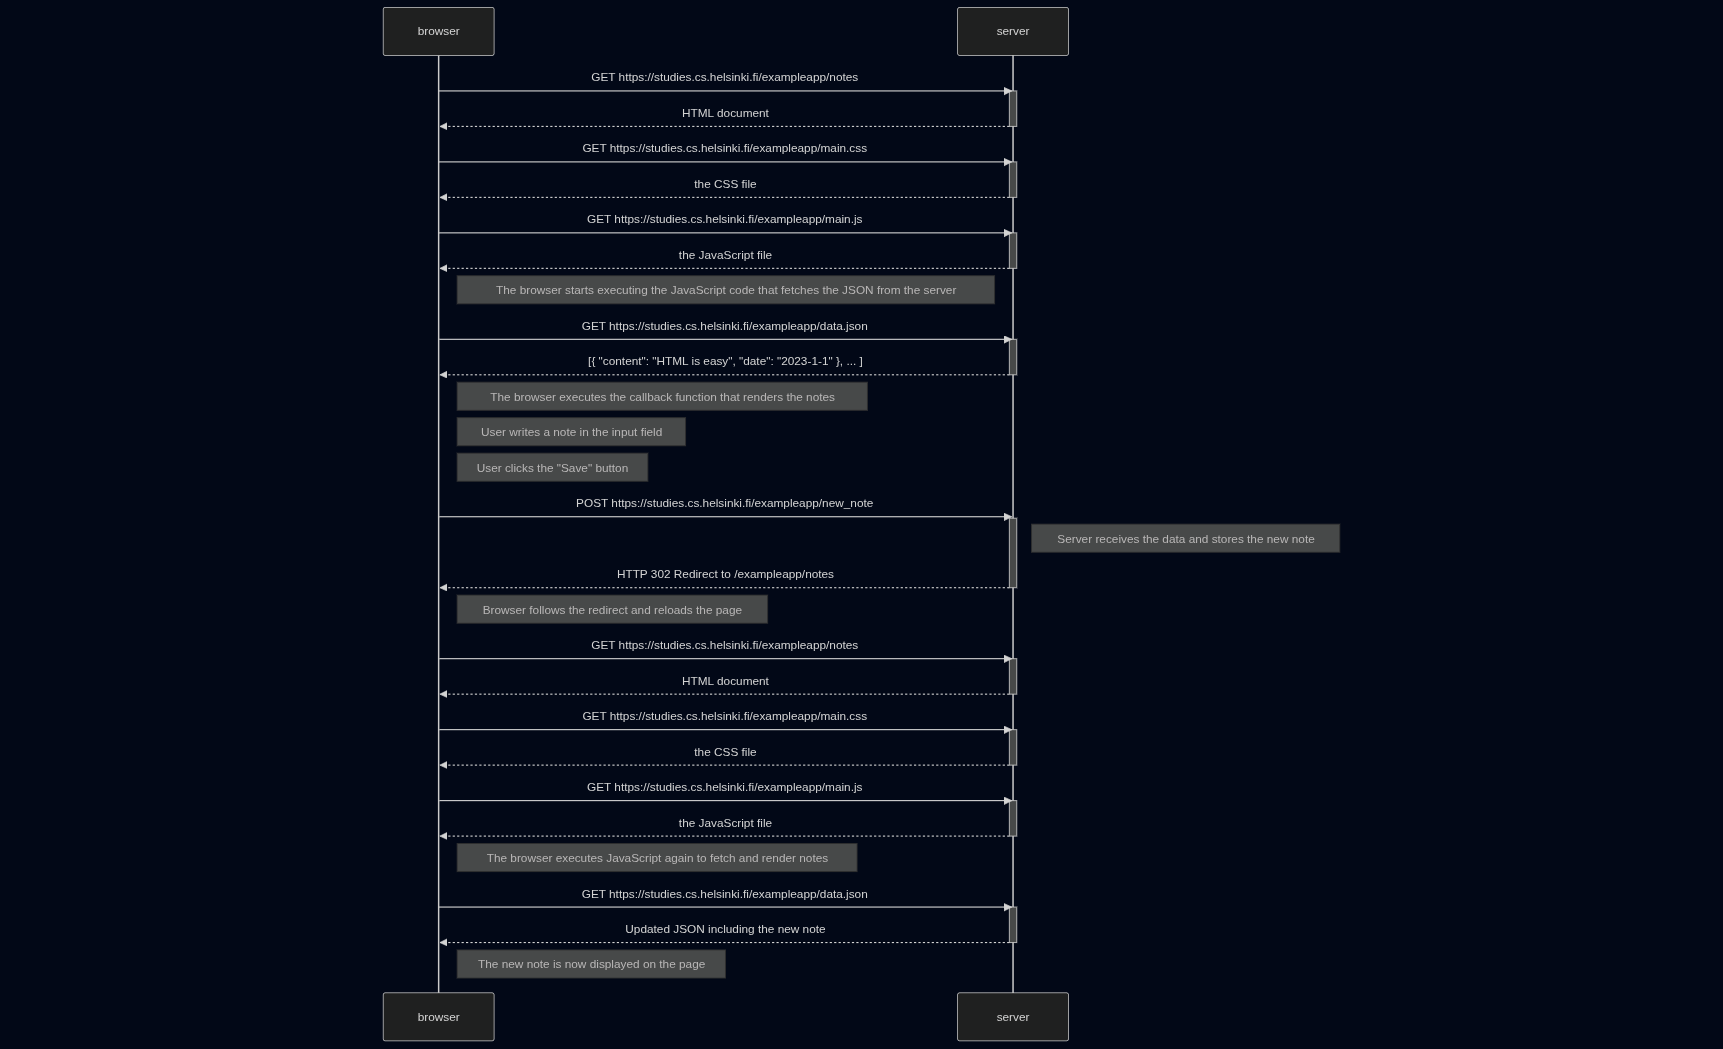 browser
server
GET https://studies.cs.helsinki.fi/exampleapp/notes
HTML document
GET https://studies.cs.helsinki.fi/exampleapp/main.css
the CSS file
GET https://studies.cs.helsinki.fi/exampleapp/main.js
the JavaScript file
The browser starts executing the JavaScript code that fetches the JSON from the server
GET https://studies.cs.helsinki.fi/exampleapp/data.json
[{ "content": "HTML is easy", "date": "2023-1-1" }, ... ]
The browser executes the callback function that renders the notes
User writes a note in the input field
User clicks the "Save" button
POST https://studies.cs.helsinki.fi/exampleapp/new_note
Server receives the data and stores the new note
HTTP 302 Redirect to /exampleapp/notes
Browser follows the redirect and reloads the page
GET https://studies.cs.helsinki.fi/exampleapp/notes
HTML document
GET https://studies.cs.helsinki.fi/exampleapp/main.css
the CSS file
GET https://studies.cs.helsinki.fi/exampleapp/main.js
the JavaScript file
The browser executes JavaScript again to fetch and render notes
GET https://studies.cs.helsinki.fi/exampleapp/data.json
Updated JSON including the new note
The new note is now displayed on the page
browser
server